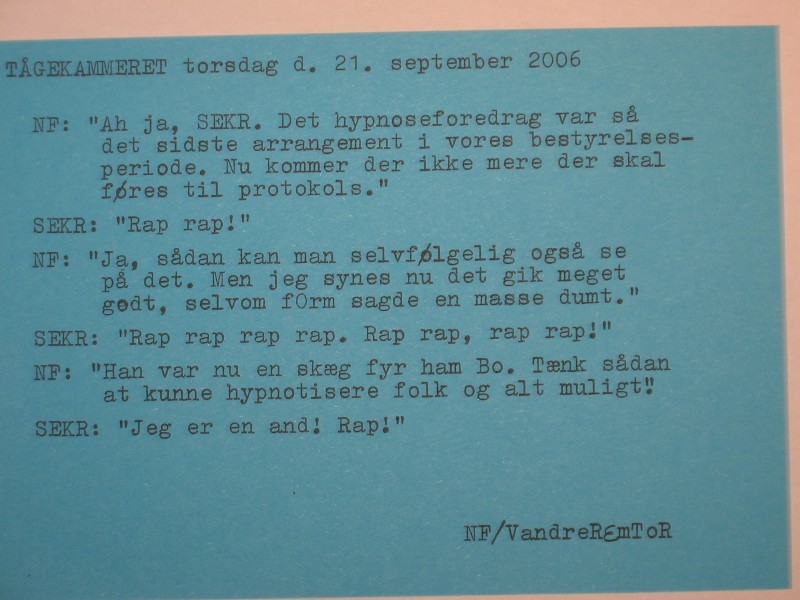 TÅGEKAMMERET torsdag d. 21. september 2006
NF: "Ah ja, SEKR. Det hypnoseforedrag var så
det sidste arrangement i vores bestyrelses-
periode. Nu kommer der ikke mere der skal
føres til protokols."
SEKR: "Rap rap!"
NF: "Ja, sådan kan man selvfølgelig også se
på det. Men jeg synes nu det gik meget
godt, selvom fOrm sagde en masse dumt."
SEKR: "Rap rap rap rap. Rap rap, rap rap!"
NF: "Han var nu en skæg fyr ham Bo. Tænk sådan
at kunne hypnotisere folk og alt muligt!"
SEKR: "Jeg er en and! Rap!"
NF/VandreRƐmToR